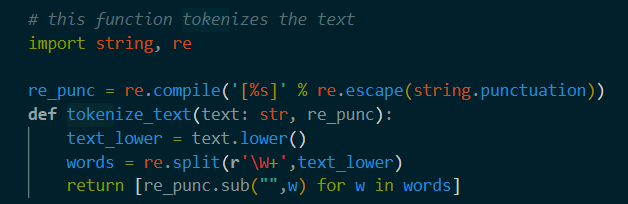 # this function tokenizes the text
import string, re
re_punc = re.compile('[%s]' % re.escape(string.punctuation))
def tokenize_text(text: str, re_punc):
text_lower = text.lower()
words = re.split(r'\W+',text_lower)
return [re_punc.sub("",w) for w in words]